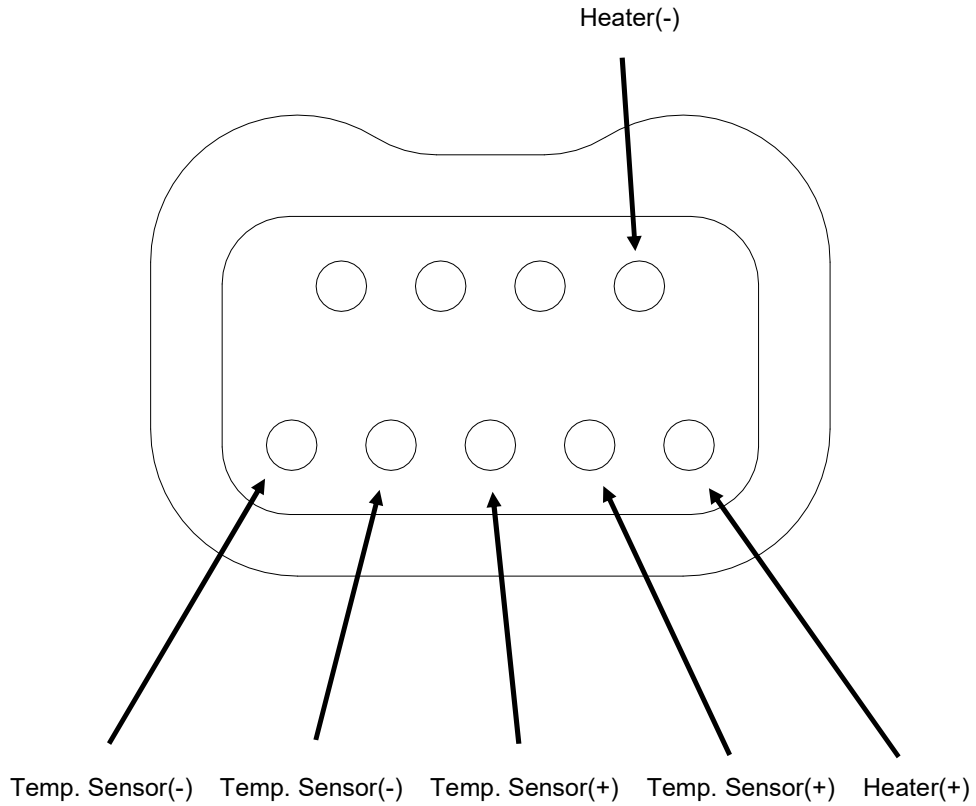 Heater(-)
Temp. Sensor(-) Temp. Sensor(-) Temp. Sensor(+) Temp. Sensor(+) Heater(+)